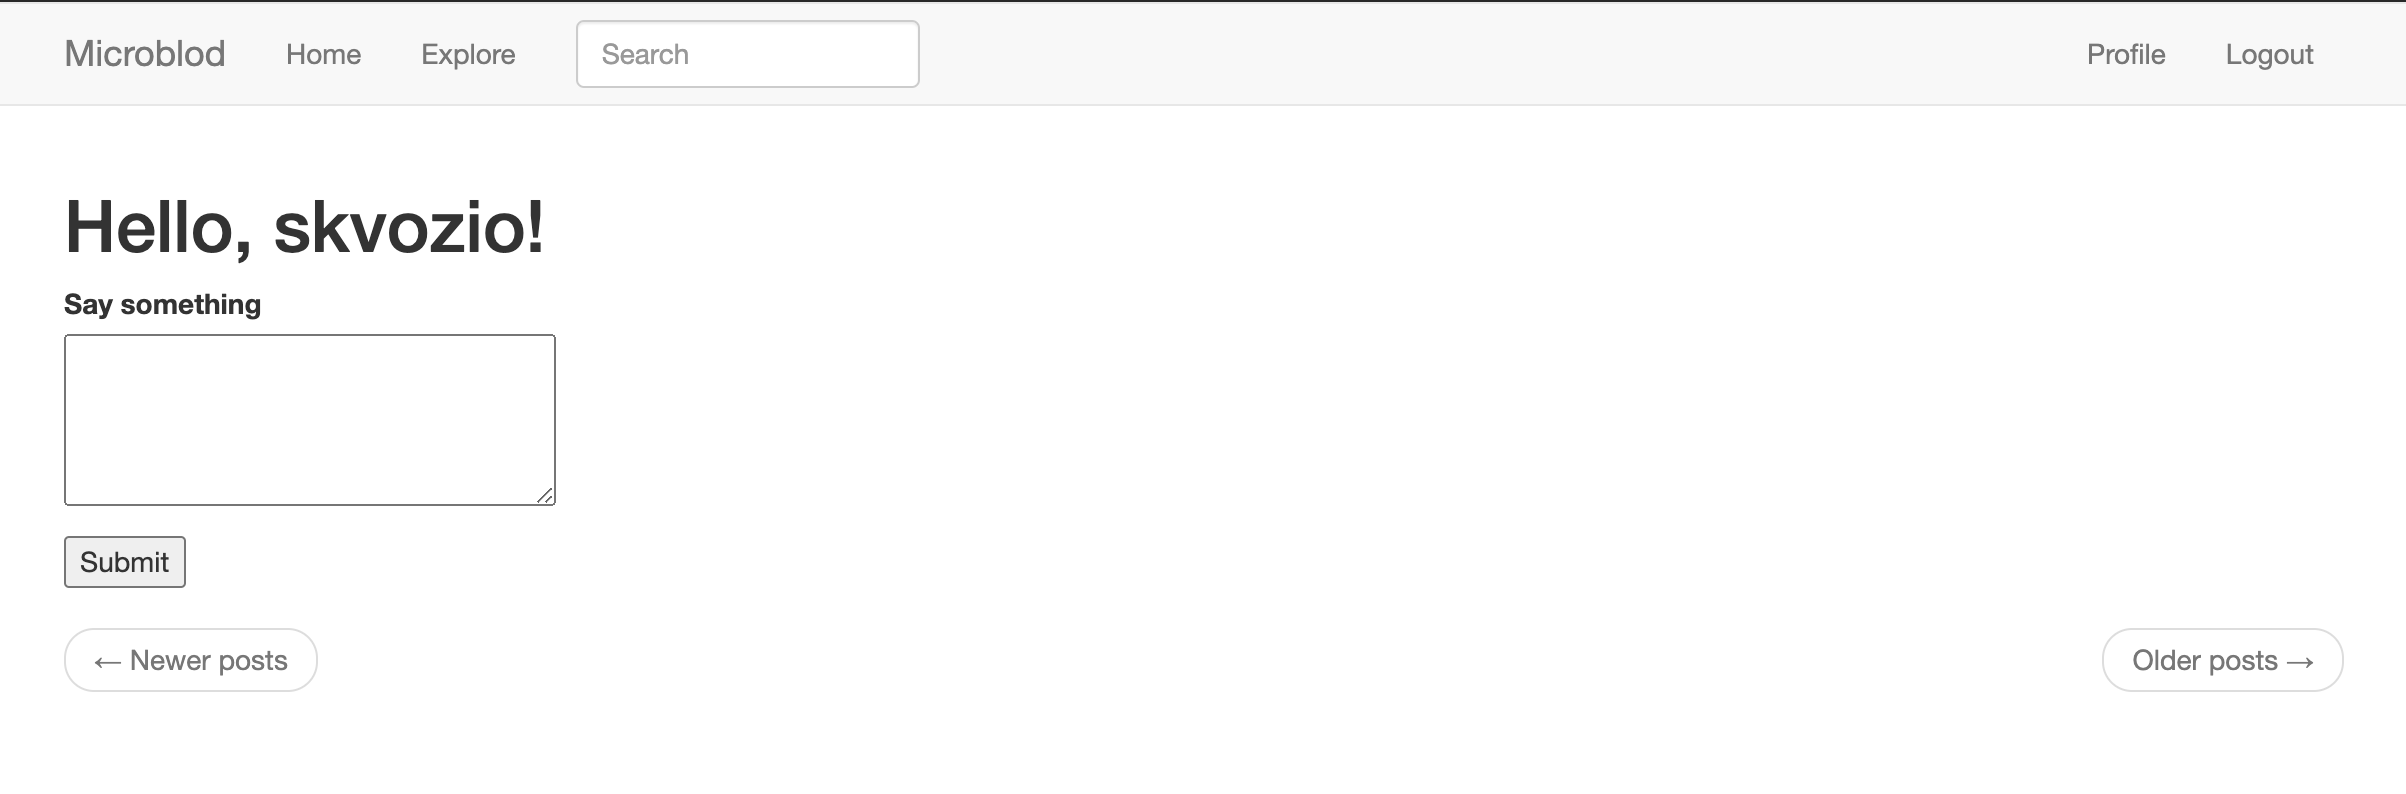 Microblod Home Explore Search Profile Logout
Hello, skvozio!
Say something
Submit
← Newer posts Older posts →